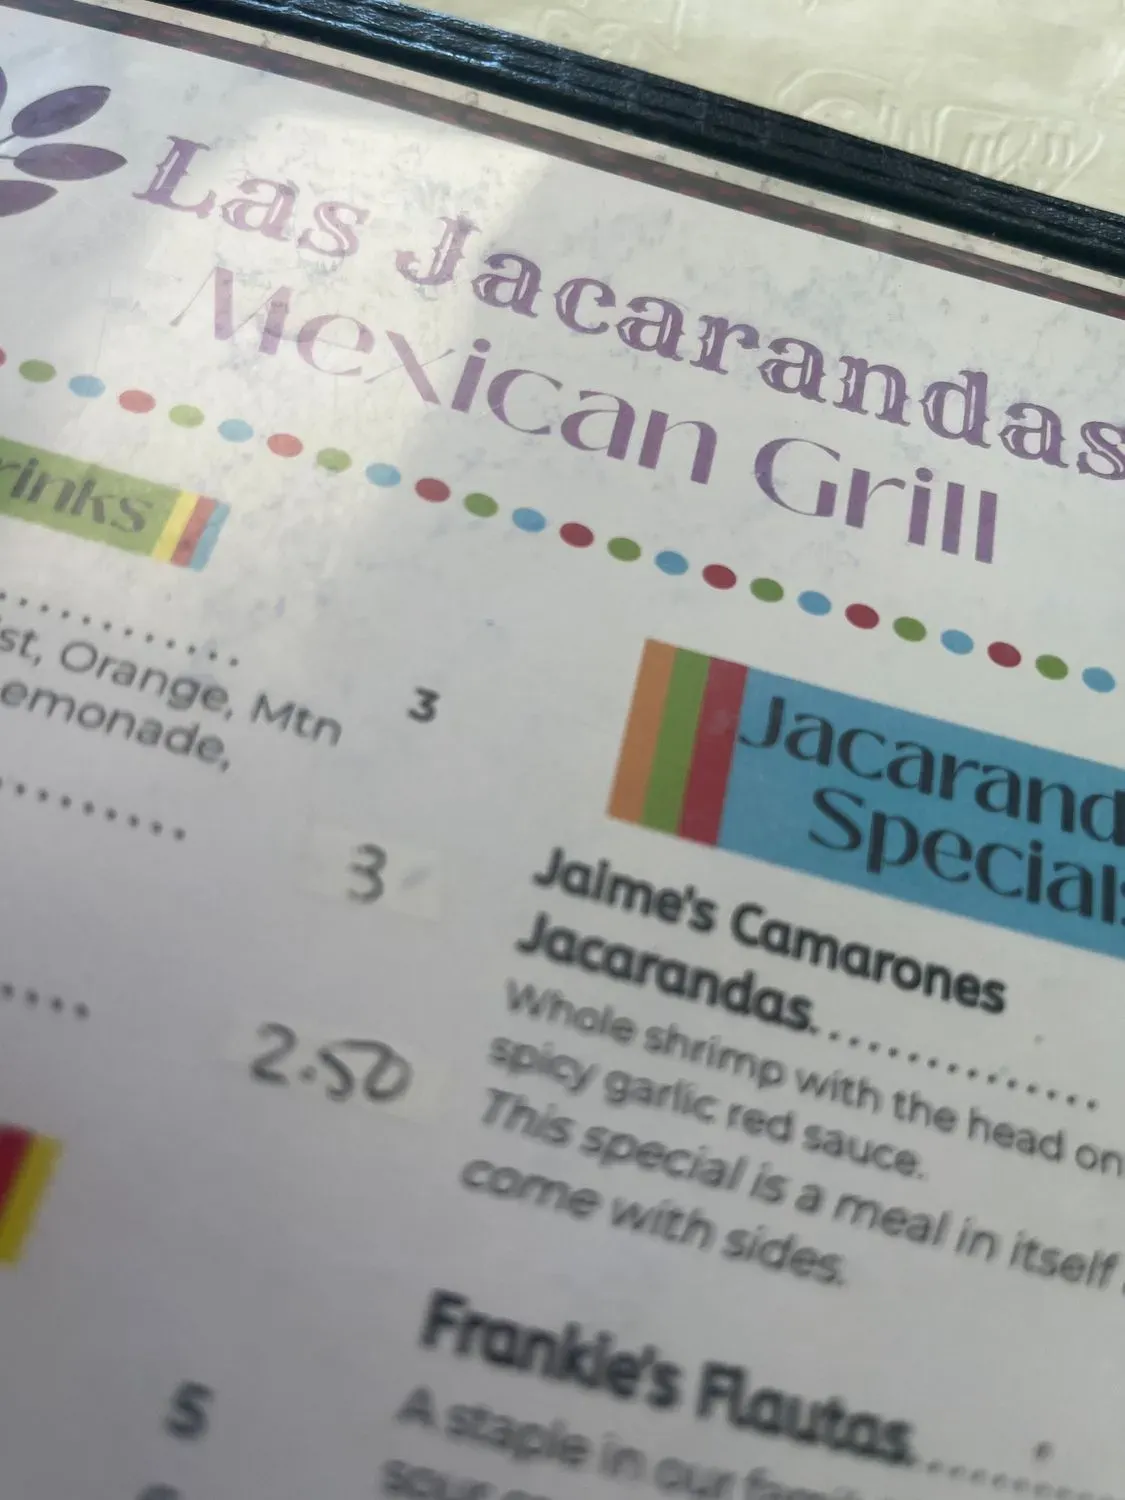 Las Jacarandas
Mexican Grill
rinks
st, Orange, Mtn
emonade,
3
3
2.50
5
Jacarand
Specials
Jaime's Camarones
Jacarandas
Whole shrimp with the head on
spicy garlic red sauce.
This special is a meal in itself
come with sides.
Frankie's Flautas
A staple in our
sour